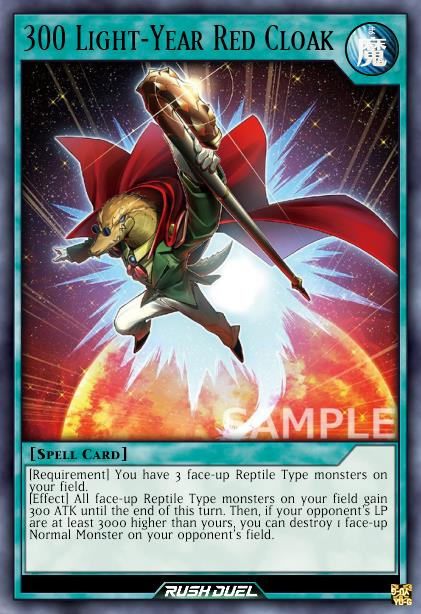 300 Light-Year Red Cloak
ま
魔
SAMPLE
[Spell Card]
[Requirement] You have 3 face-up Reptile Type monsters on
your field.
[Effect] All face-up Reptile Type monsters on your field gain
300 ATK until the end of this turn. Then, if your opponent's LP
are at least 3000 higher than yours, you can destroy 1 face-up
Normal Monster on your opponent's field.
RUSH DUEL